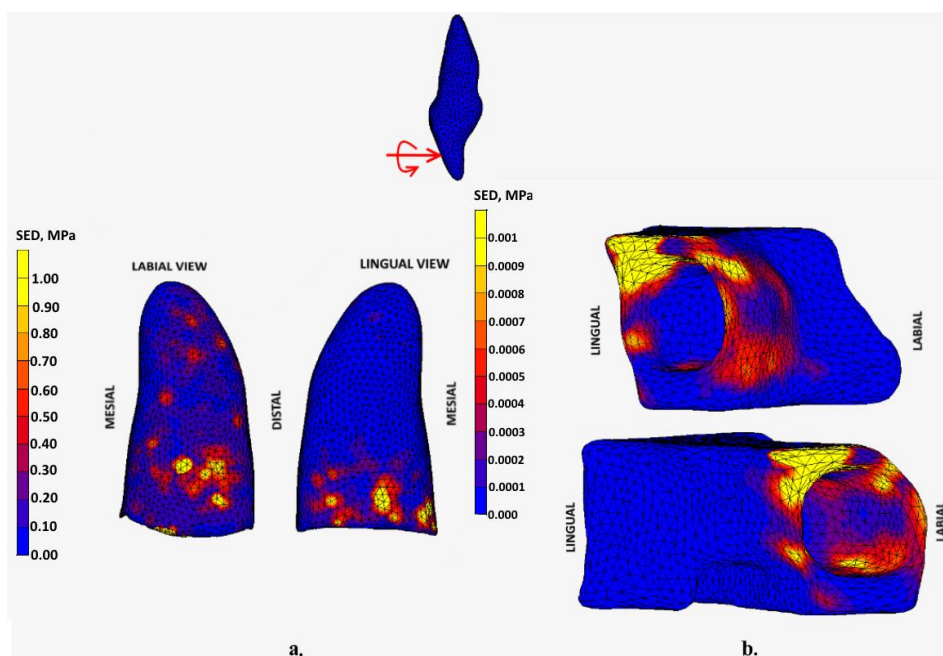 SED, MPa
0.001
0.0009
0.0008
0.0007
0.0006
0.0005
0.0004
0.0003
0.0002
0.0001
0.000
LINGUAL
LABIAL
LINGUAL
LABIAL
SED, MPa
1.00
0.90
0.80
0.70
0.60
0.50
0.40
0.30
0.20
0.10
0.00
LABIAL VIEW
LINGUAL VIEW
MESIAL
DISTAL
MESIAL
a.
b.